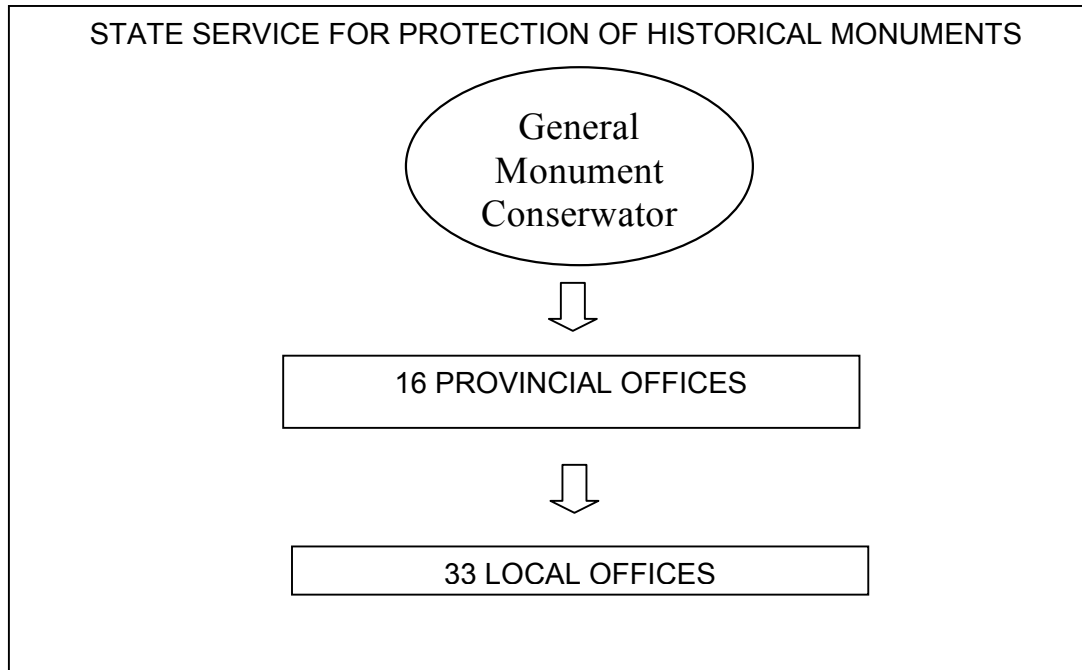 STATE SERVICE FOR PROTECTION OF HISTORICAL MONUMENTS
General
Monument
Conserwator
16 PROVINCIAL OFFICES
33 LOCAL OFFICES